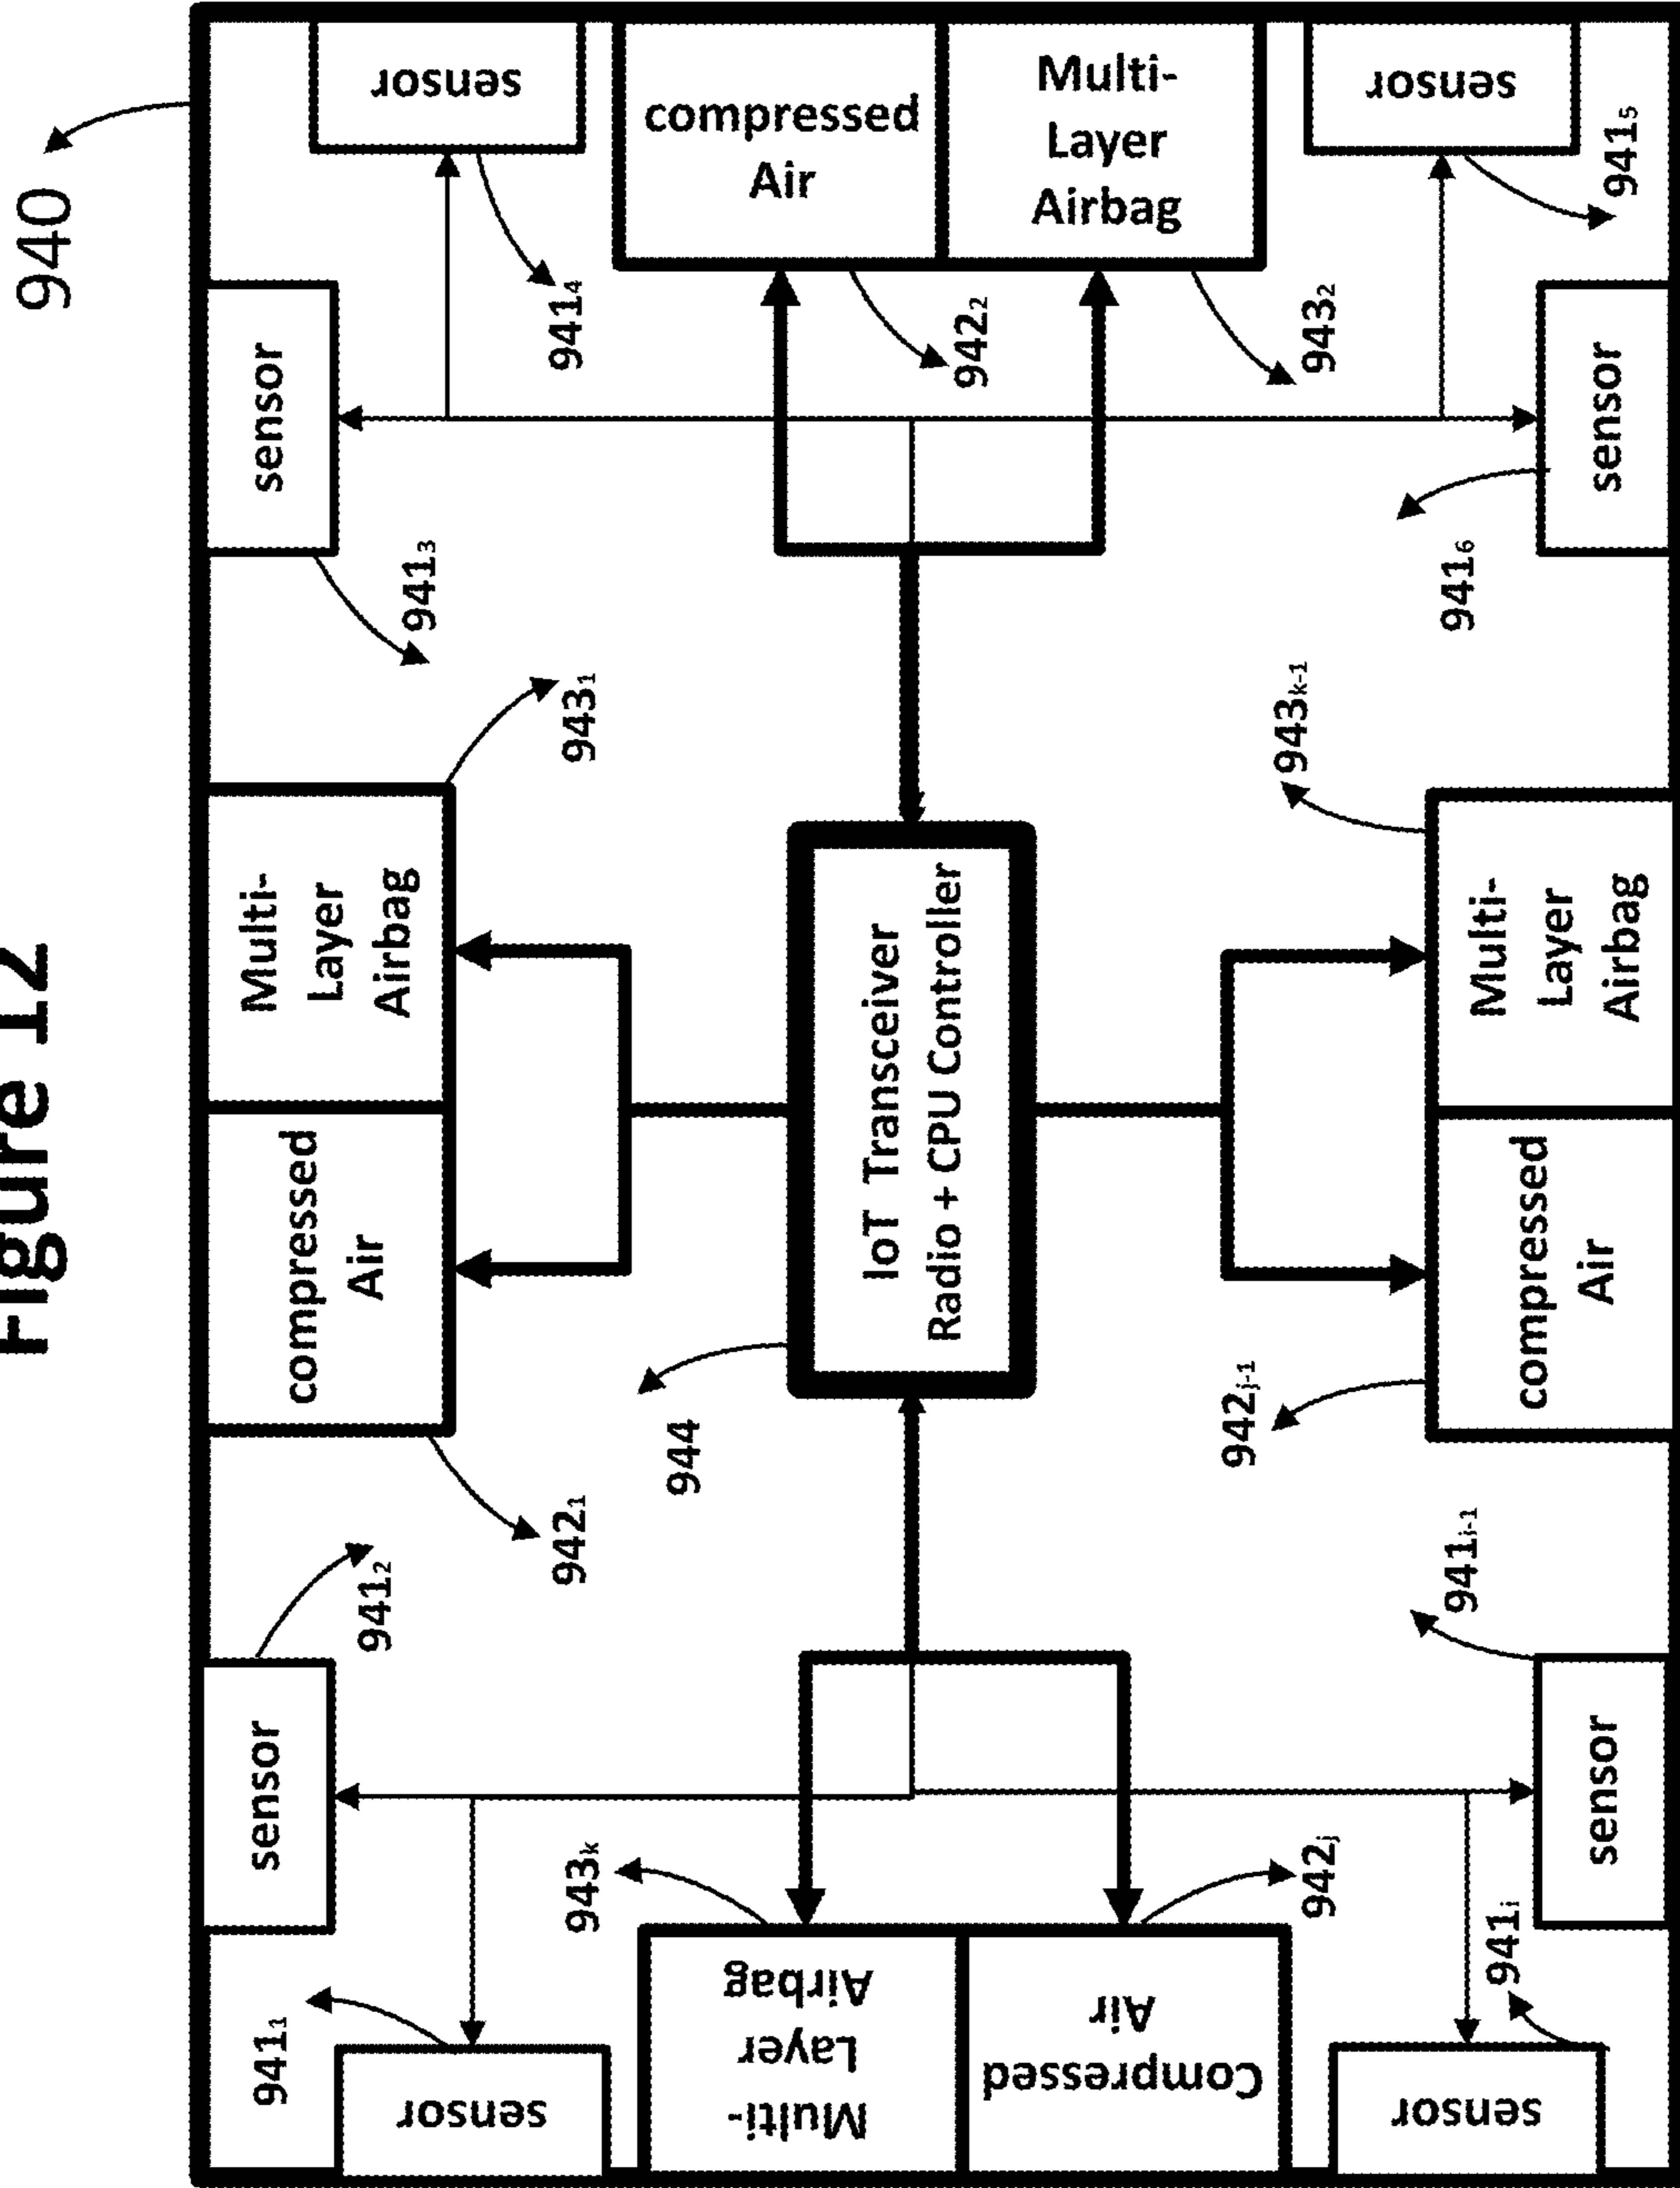 Figure 12
940
941₁
sensor
sensor
941₂
compressed
Air
942₁
Multi-
Layer
Airbag
943₁
sensor
941₃
sensor
941₄
Multi-
Layer
Airbag
943ₖ
Compressed
Air
942ⱼ
944
IoT Transceiver
Radio + CPU Controller
compressed
Air
942₂
Multi-
Layer
Airbag
943₂
sensor
941ᵢ
sensor
941ᵢ₋₁
942ⱼ₋₁
compressed
Air
943ₖ₋₁
Multi-
Layer
Airbag
941₆
sensor
941₅
sensor